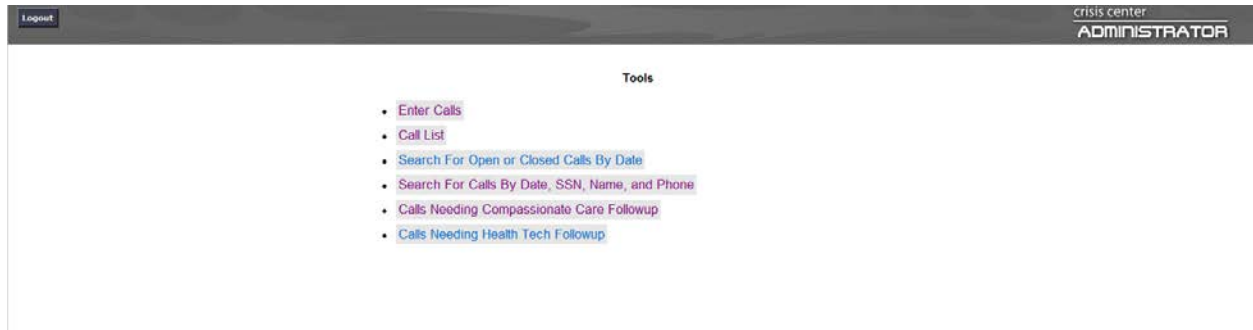 Logout
crisis center
ADMINISTRATOR
Tools
Enter Calls
Call List
Search For Open or Closed Calls By Date
Search For Calls By Date, SSN, Name, and Phone
Calls Needing Compassionate Care Followup
Calls Needing Health Tech Followup